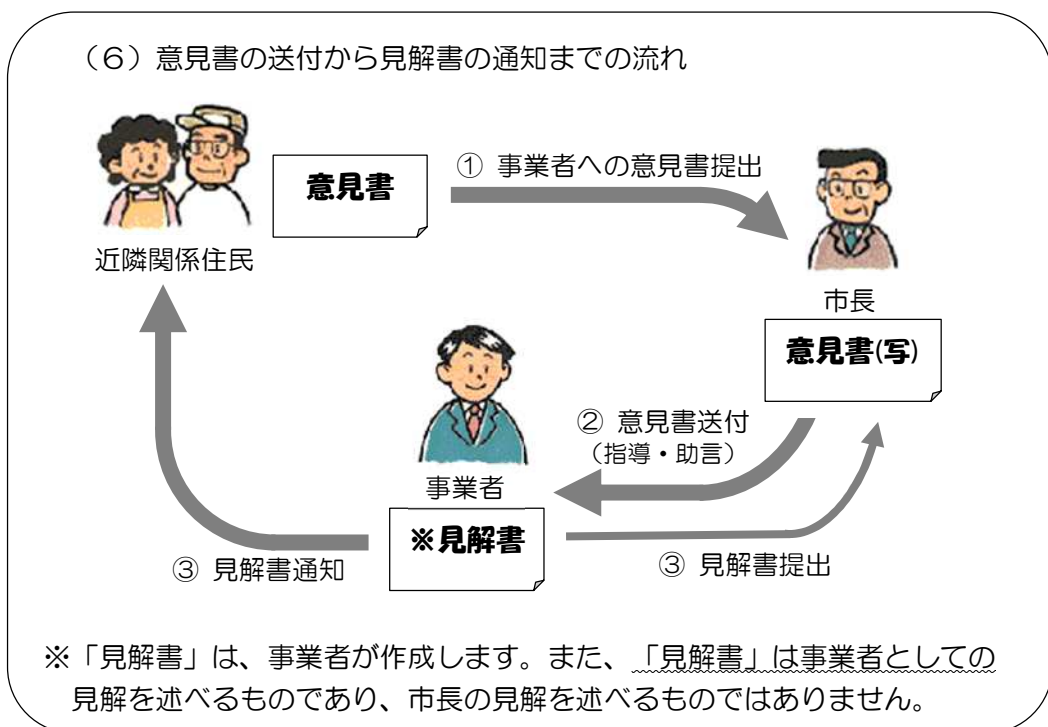 （６）意見書の送付から見解書の通知までの流れ
意見書
① 事業者への意見書提出
近隣関係住民
市長
意見書(写)
② 意見書送付
（指導・助言）
事業者
※見解書
③ 見解書通知
③ 見解書提出
※「見解書」は、事業者が作成します。また、「見解書」は事業者としての
見解を述べるものであり、市長の見解を述べるものではありません。